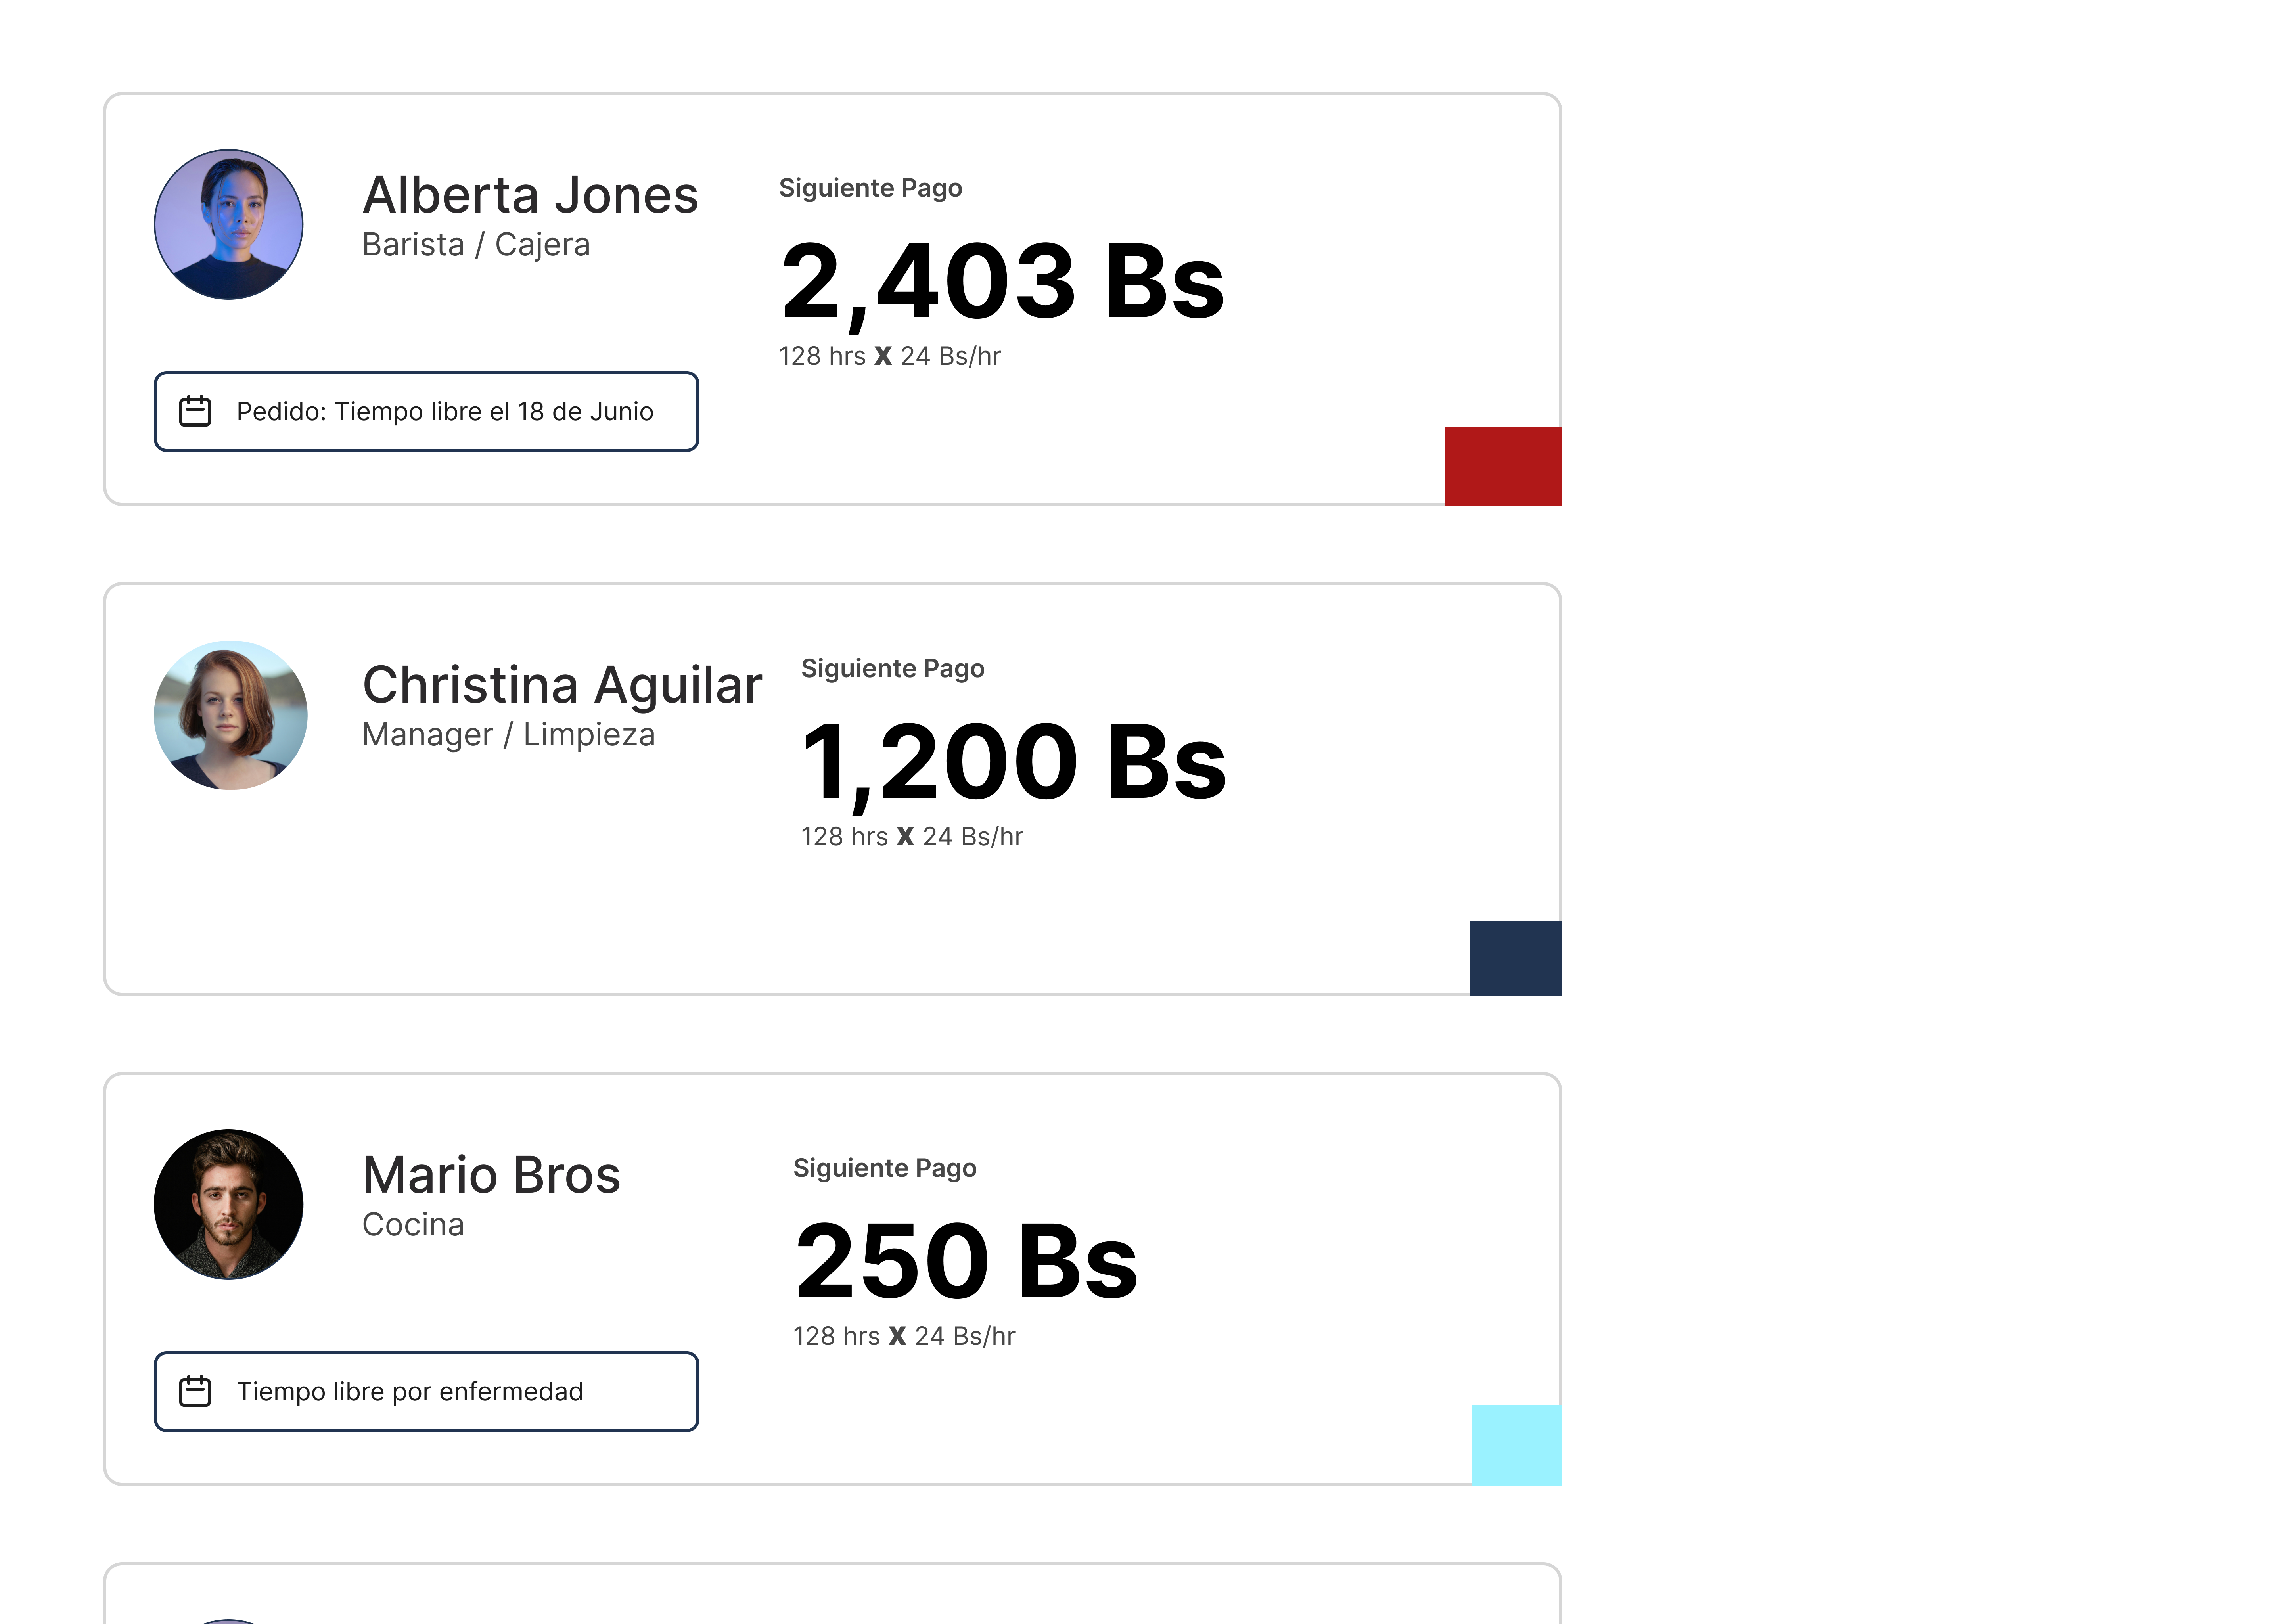 Alberta Jones
Barista / Cajera
Siguiente Pago
2,403 Bs
128 hrs X 24 Bs/hr
Pedido: Tiempo libre el 18 de Junio
Christina Aguilar
Manager / Limpieza
Siguiente Pago
1,200 Bs
128 hrs X 24 Bs/hr
Mario Bros
Cocina
Siguiente Pago
250 Bs
128 hrs X 24 Bs/hr
Tiempo libre por enfermedad